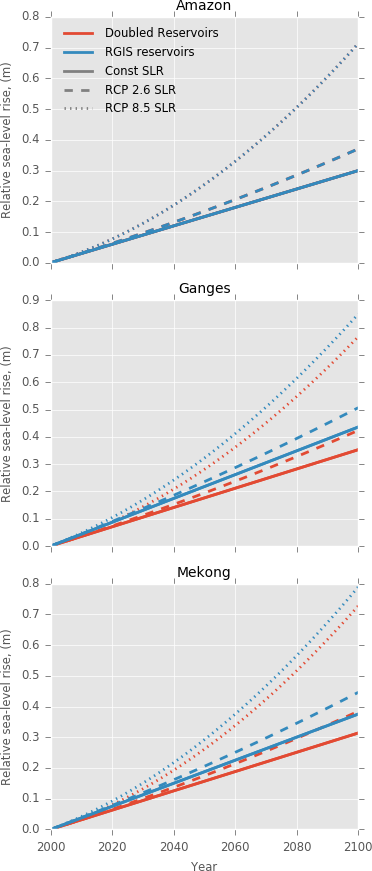 Amazon
Relative sea-level rise, (m)
0.8
0.7
0.6
0.5
0.4
0.3
0.2
0.1
0.0
Doubled Reservoirs
RGIS reservoirs
Const SLR
RCP 2.6 SLR
RCP 8.5 SLR
Ganges
Relative sea-level rise, (m)
0.9
0.8
0.7
0.6
0.5
0.4
0.3
0.2
0.1
0.0
Mekong
Relative sea-level rise, (m)
0.8
0.7
0.6
0.5
0.4
0.3
0.2
0.1
0.0
2000 2020 2040 2060 2080 2100
Year